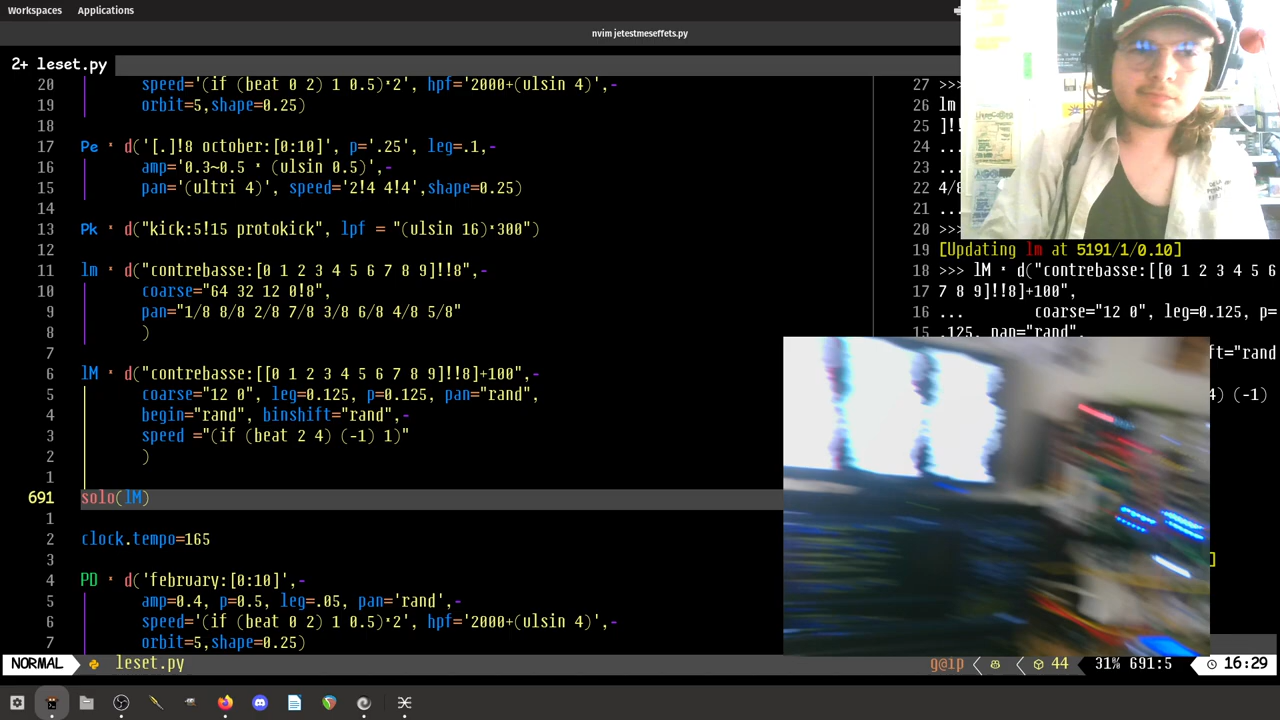 Workspaces Applications
nvim jetestmeseffets.py
2+ leset.py
20 speed='(if (beat 0 2) 1 0.5)*2', hpf='2000+(ulsin 4)',-
19 orbit=5,shape=0.25)
18
17 Pe * d('[.]!8 october:[0:10]', p='.25', leg=.1,-
16 amp='0.3~0.5 * (ulsin 0.5)',-
15 pan='(ultri 4)', speed='2!4 4!4',shape=0.25)
14
13 Pk * d("kick:5!15 protokick", lpf = "(ulsin 16)*300")
12
11 lm * d("contrebasse:[0 1 2 3 4 5 6 7 8 9]!!8",-
10 coarse="64 32 12 0!8",
9 pan="1/8 8/8 2/8 7/8 3/8 6/8 4/8 5/8"
8 )
7
6 lM * d("contrebasse:[[0 1 2 3 4 5 6 7 8 9]!!8]+100",-
5 coarse="12 0", leg=0.125, p=0.125, pan="rand",
4 begin="rand", binshift="rand",-
3 speed ="(if (beat 2 4) (-1) 1)"
2 )
1
691 solo(lM)
1
2 clock.tempo=165
3
4 PD * d('february:[0:10]',-
5 amp=0.4, p=0.5, leg=.05, pan='rand',-
6 speed='(if (beat 0 2) 1 0.5)*2', hpf='2000+(ulsin 4)',-
7 orbit=5,shape=0.25)
27 >>>
26 lm
25 ]!!
24 ...
23 ...
22 4/8
21 ...
20 >>>
19 [Updating lm at 5191/1/0.10]
18 >>> lM * d("contrebasse:[[0 1 2 3 4 5 6
17 7 8 9]!!8]+100",
16 ... coarse="12 0", leg=0.125, p=
15 .125, pan="rand",
ft="rand
4) (-1)
]
NORMAL leset.py g@ip 44 31% 691:5 16:29